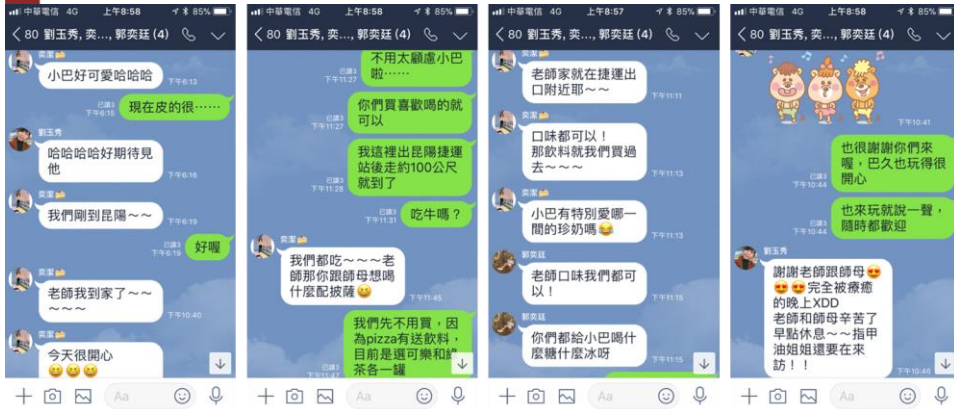 中華電信 4G 上午8:58 85%
80 劉玉秀, 奕..., 郭奕廷 (4)
奕潔
小巴好可愛哈哈哈
下午6:13
現在皮的很……
已讀3
下午6:15
劉玉秀
哈哈哈哈好期待見
他
下午6:16
奕潔
我們剛到昆陽~~
下午6:19
好喔
已讀3
下午6:19
奕潔
老師我到家了~~
~~~
下午10:40
奕潔
今天很開心
Aa
中華電信 4G 上午8:58 85%
80 劉玉秀, 奕..., 郭奕廷 (4)
不用太顧慮小巴
啦……
已讀3
下午11:27
你們買喜歡喝的就
可以
已讀3
下午11:27
我這裡出昆陽捷運
站後走約100公尺
就到了
已讀3
下午11:28
吃牛嗎?
已讀3
下午11:31
奕潔
我們都吃~~~老
師那你跟師母想喝
什麼配披薩
下午11:45
我們先不用買,因
為pizza有送飲料,
目前是選可樂和綠
茶各一罐
已讀3
下午11:47
Aa
中華電信 4G 上午8:57 85%
80 劉玉秀, 奕..., 郭奕廷 (4)
老師家就在捷運出
口附近耶~~
下午11:11
奕潔
口味都可以!
那飲料就我們買過
去~~~
下午11:13
奕潔
小巴有特別愛哪一
間的珍奶嗎
下午11:13
郭奕廷
老師口味我們都可
以!
下午11:15
郭奕廷
你們都給小巴喝什
麼糖什麼冰呀
下午11:15
Aa
中華電信 4G 上午8:58 85%
80 劉玉秀, 奕..., 郭奕廷 (4)
下午10:41
也很謝謝你們來
喔,巴久也玩得很
開心
已讀3
下午10:44
也來玩就說一聲,
隨時都歡迎
已讀3
下午10:44
劉玉秀
謝謝老師跟師母
完全被療癒
的晚上XDD
老師和師母辛苦了
早點休息~~指甲
油姐姐還要在來
訪!!
下午10:46
Aa